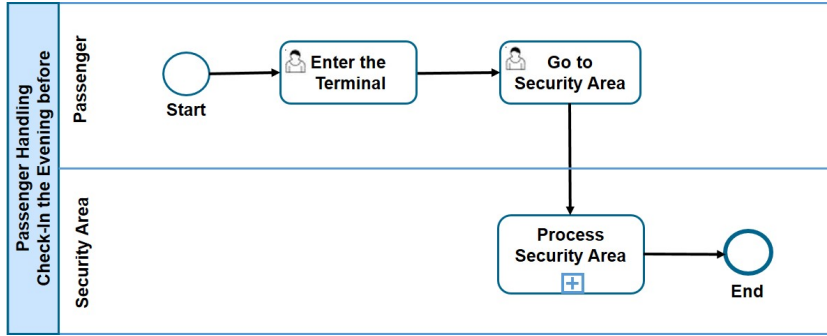 Passenger Handling
Check-In the Evening before
Passenger
Start
Enter the
Terminal
Go to
Security Area
Security Area
Process
Security Area
End